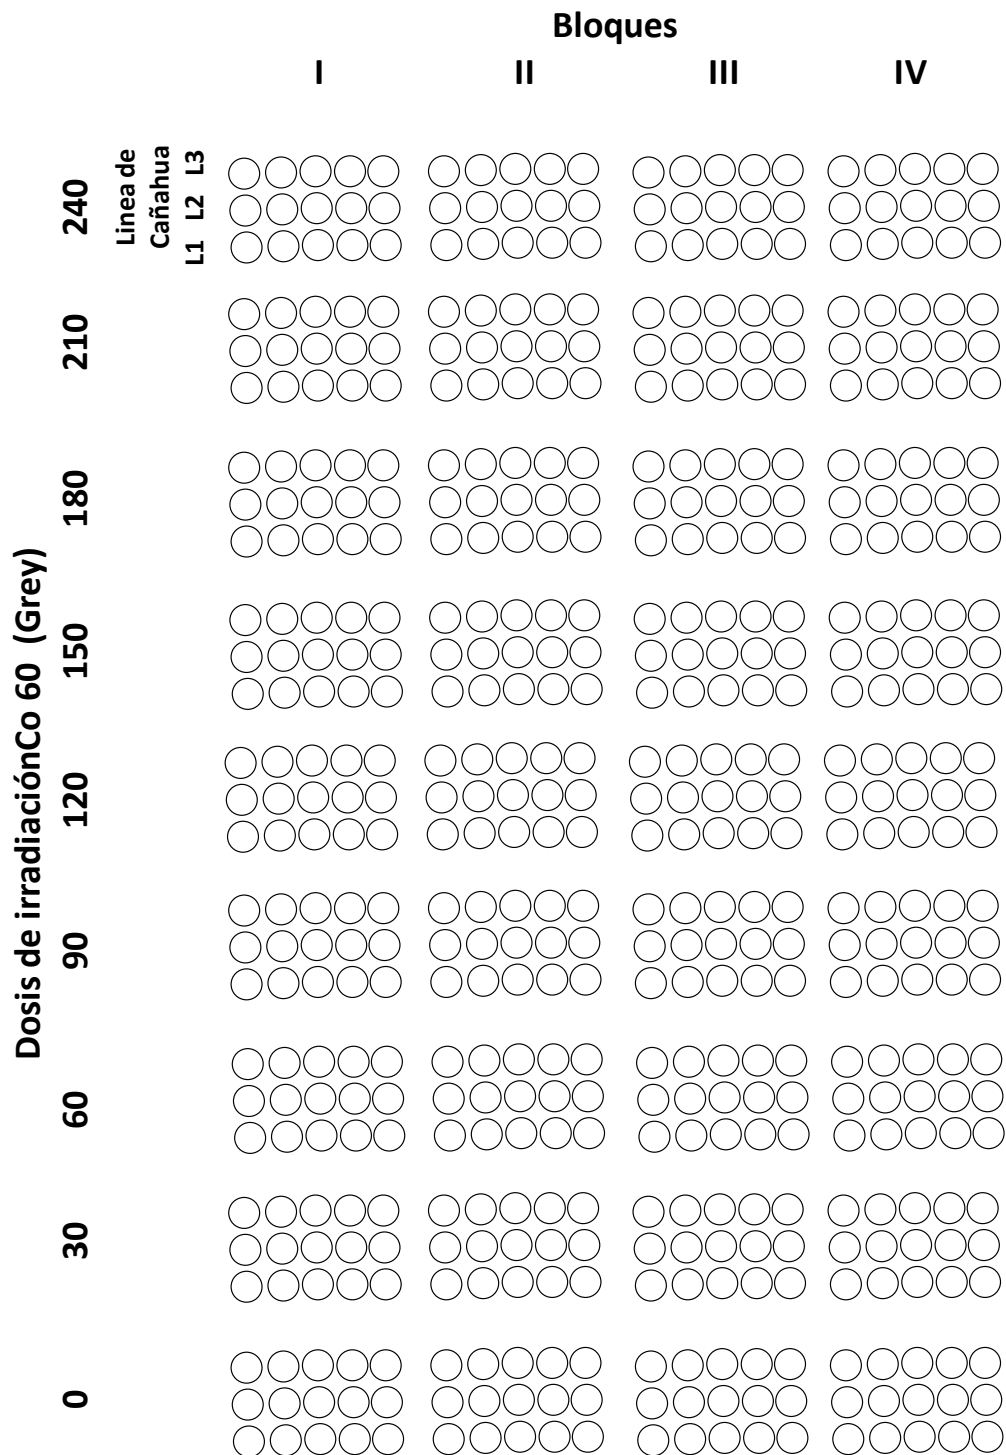 Bloques
I II III IV
Linea de
Cañahua
L1 L2 L3
Dosis de irradiaciónCo 60 (Grey)
240
210
180
150
120
90
60
30
0